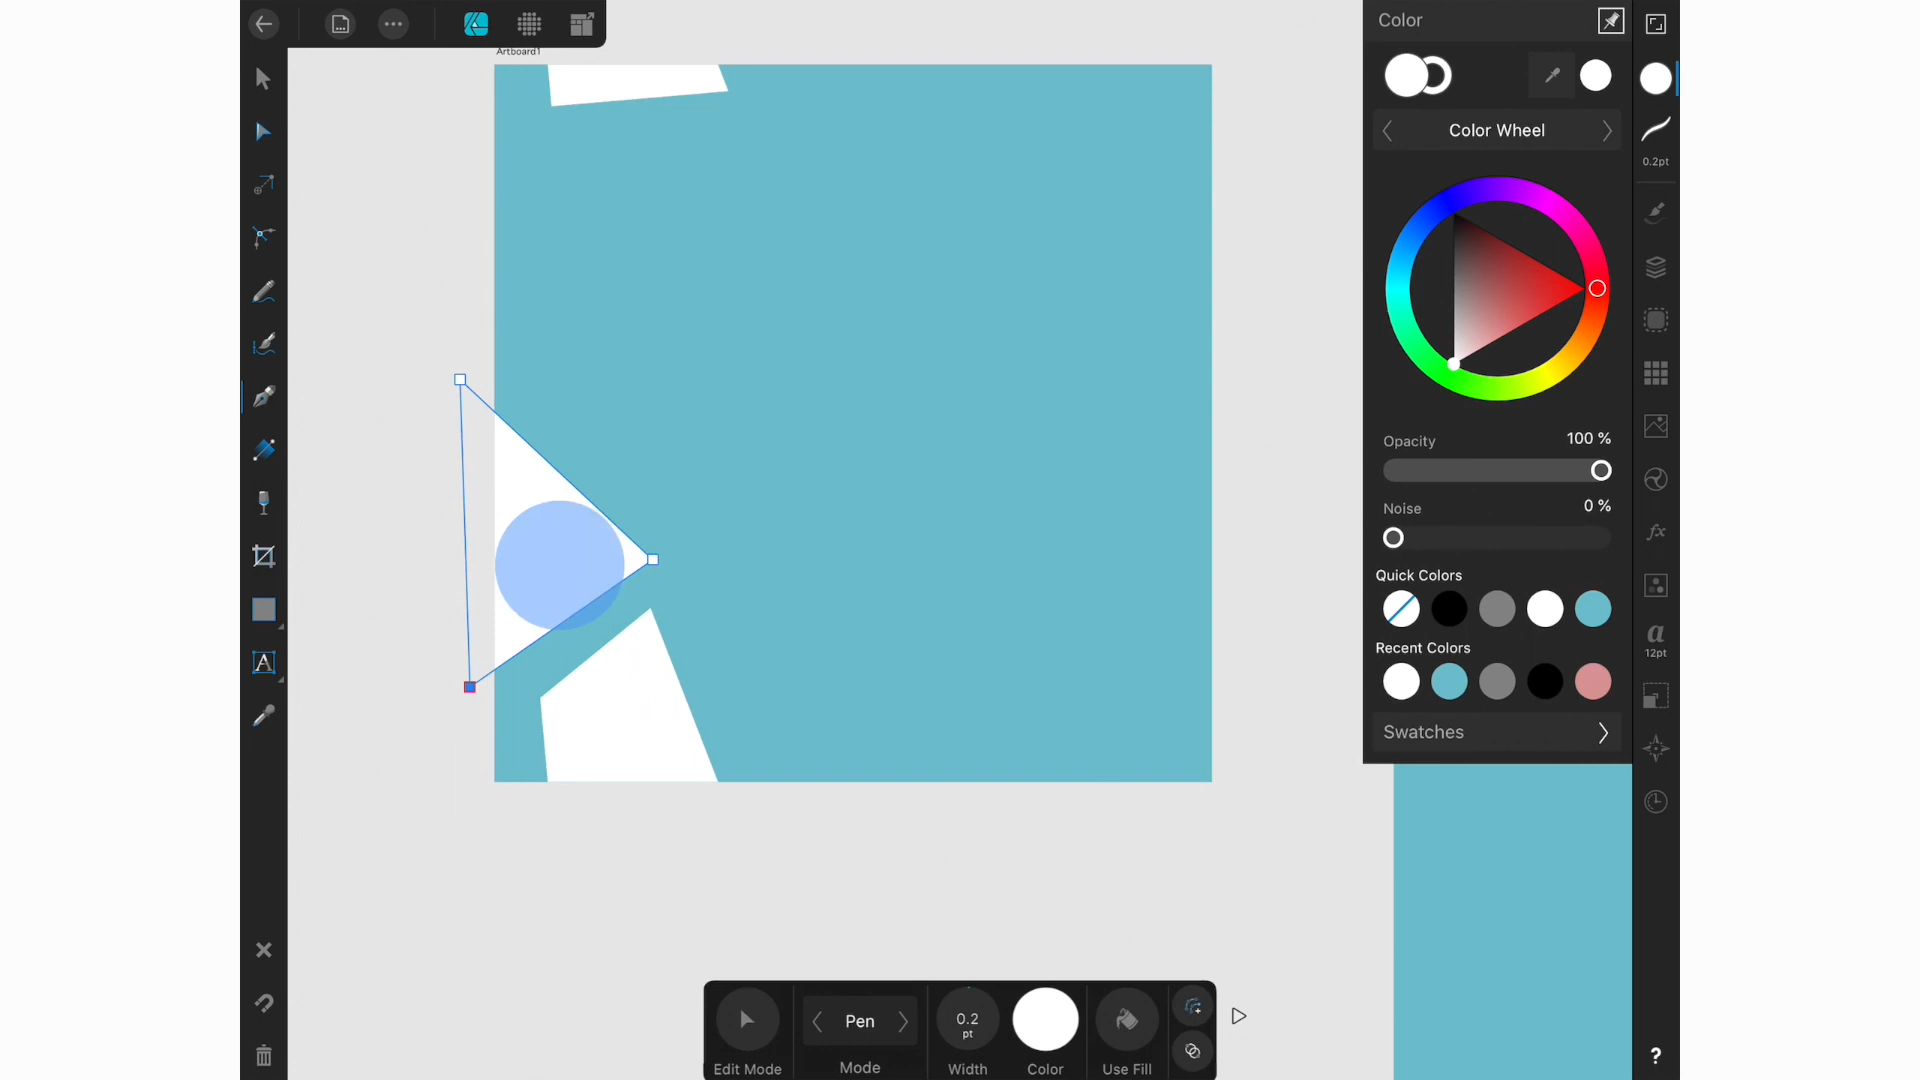 Artboard1
Color
Color Wheel
0.2pt
Opacity
100 %
Noise
0 %
Quick Colors
Recent Colors
a
12pt
Swatches
fx
A
Pen
0.2
pt
Edit Mode
Mode
Width
Color
Use Fill
?